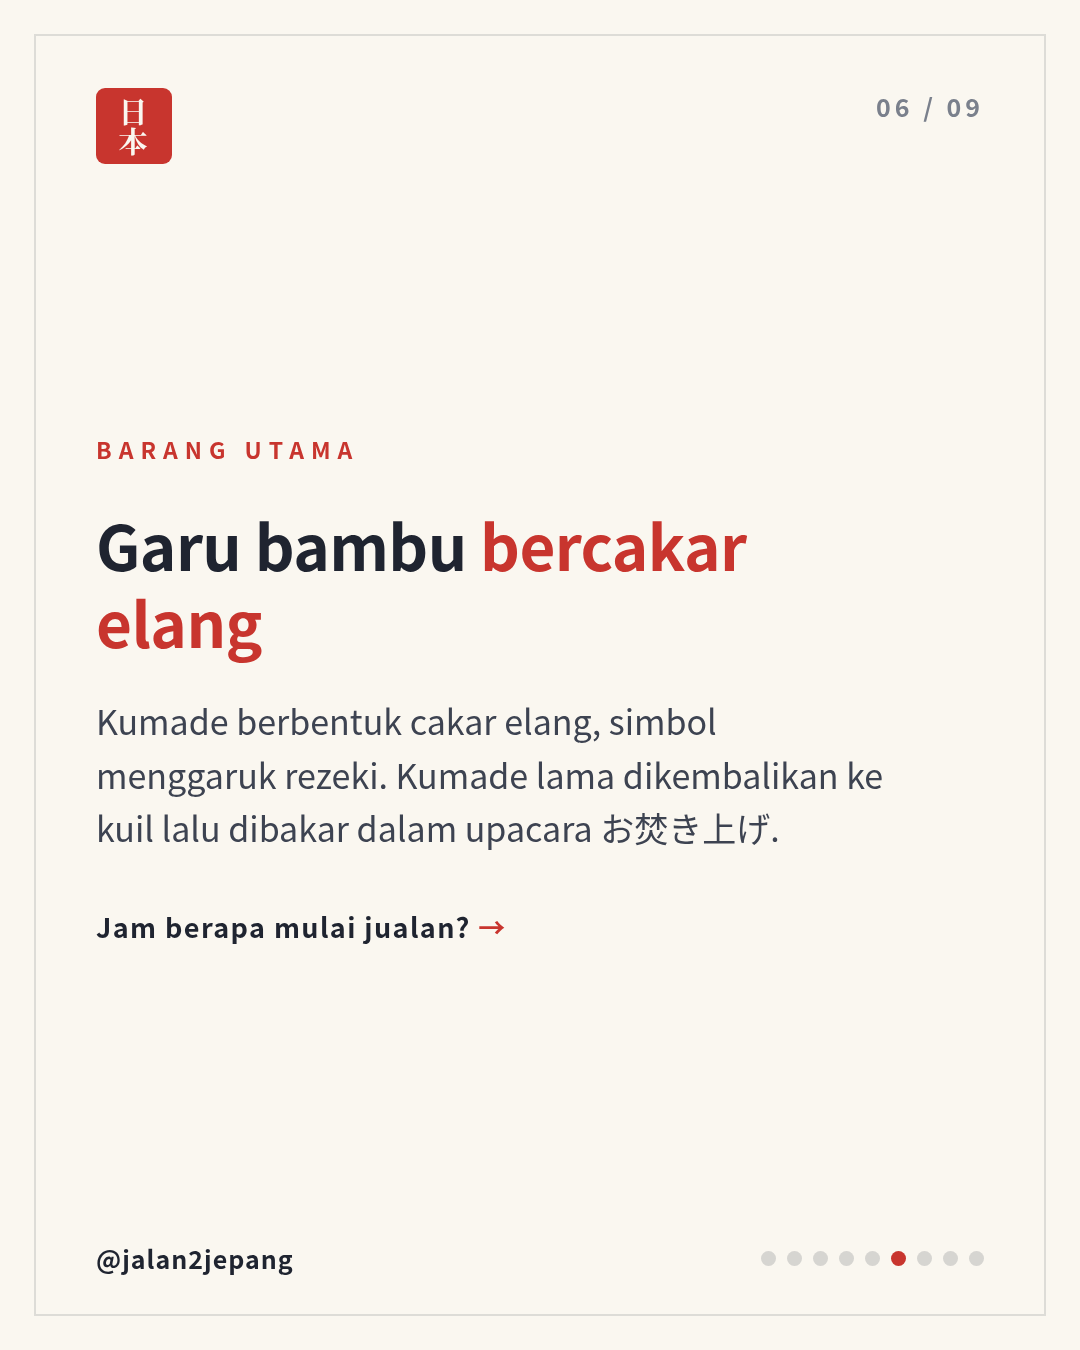 日本
06 / 09
BARANG UTAMA
Garu bambu bercakar
elang
Kumade berbentuk cakar elang, simbol
menggaruk rezeki. Kumade lama dikembalikan ke
kuil lalu dibakar dalam upacara お焚き上げ.
Jam berapa mulai jualan? →
@jalan2jepang